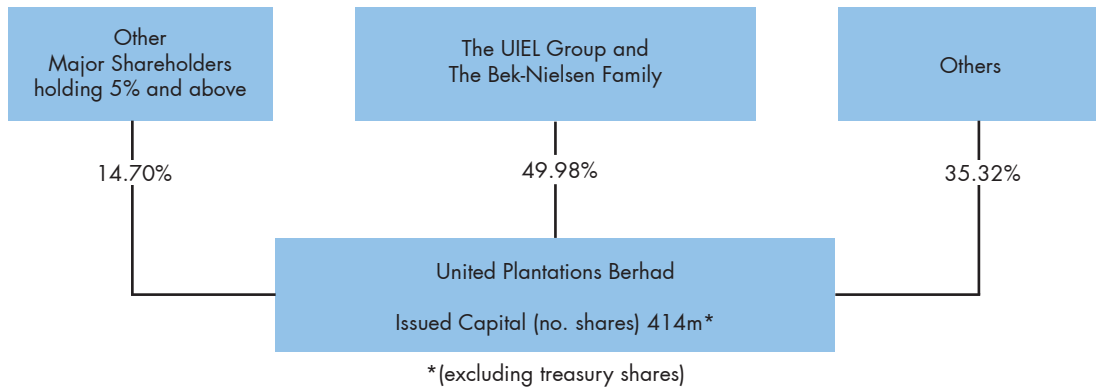 Other
Major Shareholders
holding 5% and above
The UIEL Group and
The Bek-Nielsen Family
Others
14.70%
49.98%
35.32%
United Plantations Berhad
Issued Capital (no. shares) 414m*
*(excluding treasury shares)